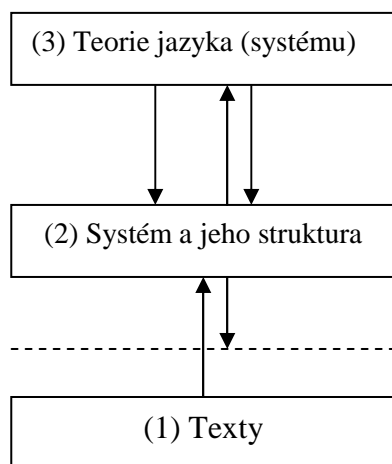 (3) Teorie jazyka (systému)
(2) Systém a jeho struktura
(1) Texty